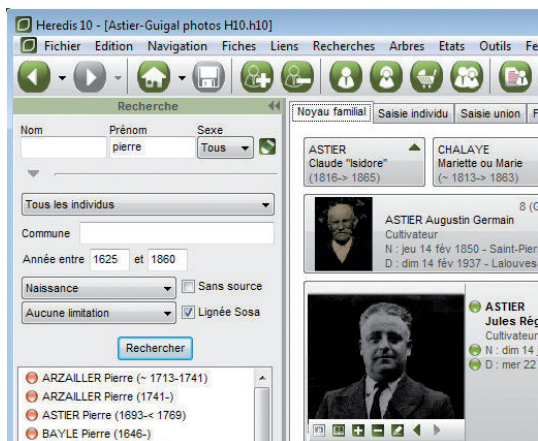 Heredis 10 - [Astier-Guigal photos H10.h10]
Fichier Edition Navigation Fiches Liens Recherches Arbres Etats Outils
Recherche
Nom Prénom Sexe
pierre Tous
Tous les individus
Commune
Année entre 1625 et 1860
Naissance Sans source
Aucune limitation Lignée Sosa
Rechercher
ARZAILLER Pierre (~ 1713-1741)
ARZAILLER Pierre (1741-)
ASTIER Pierre (1693-< 1769)
BAYLE Pierre (1646-)
Noyau familial Saisie individu Saisie union
ASTIER
Claude "Isidore"
(1816-> 1865)
CHALAYE
Mariette ou Marie
(~ 1813-> 1863)
8
ASTIER Augustin Germain
Cultivateur
N : jeu 14 fév 1850 - Saint-Pier
D : dim 14 fév 1937 - Lalouves
ASTIER
Jules Rég
Cultivateur
N : dim 14
D : mer 22